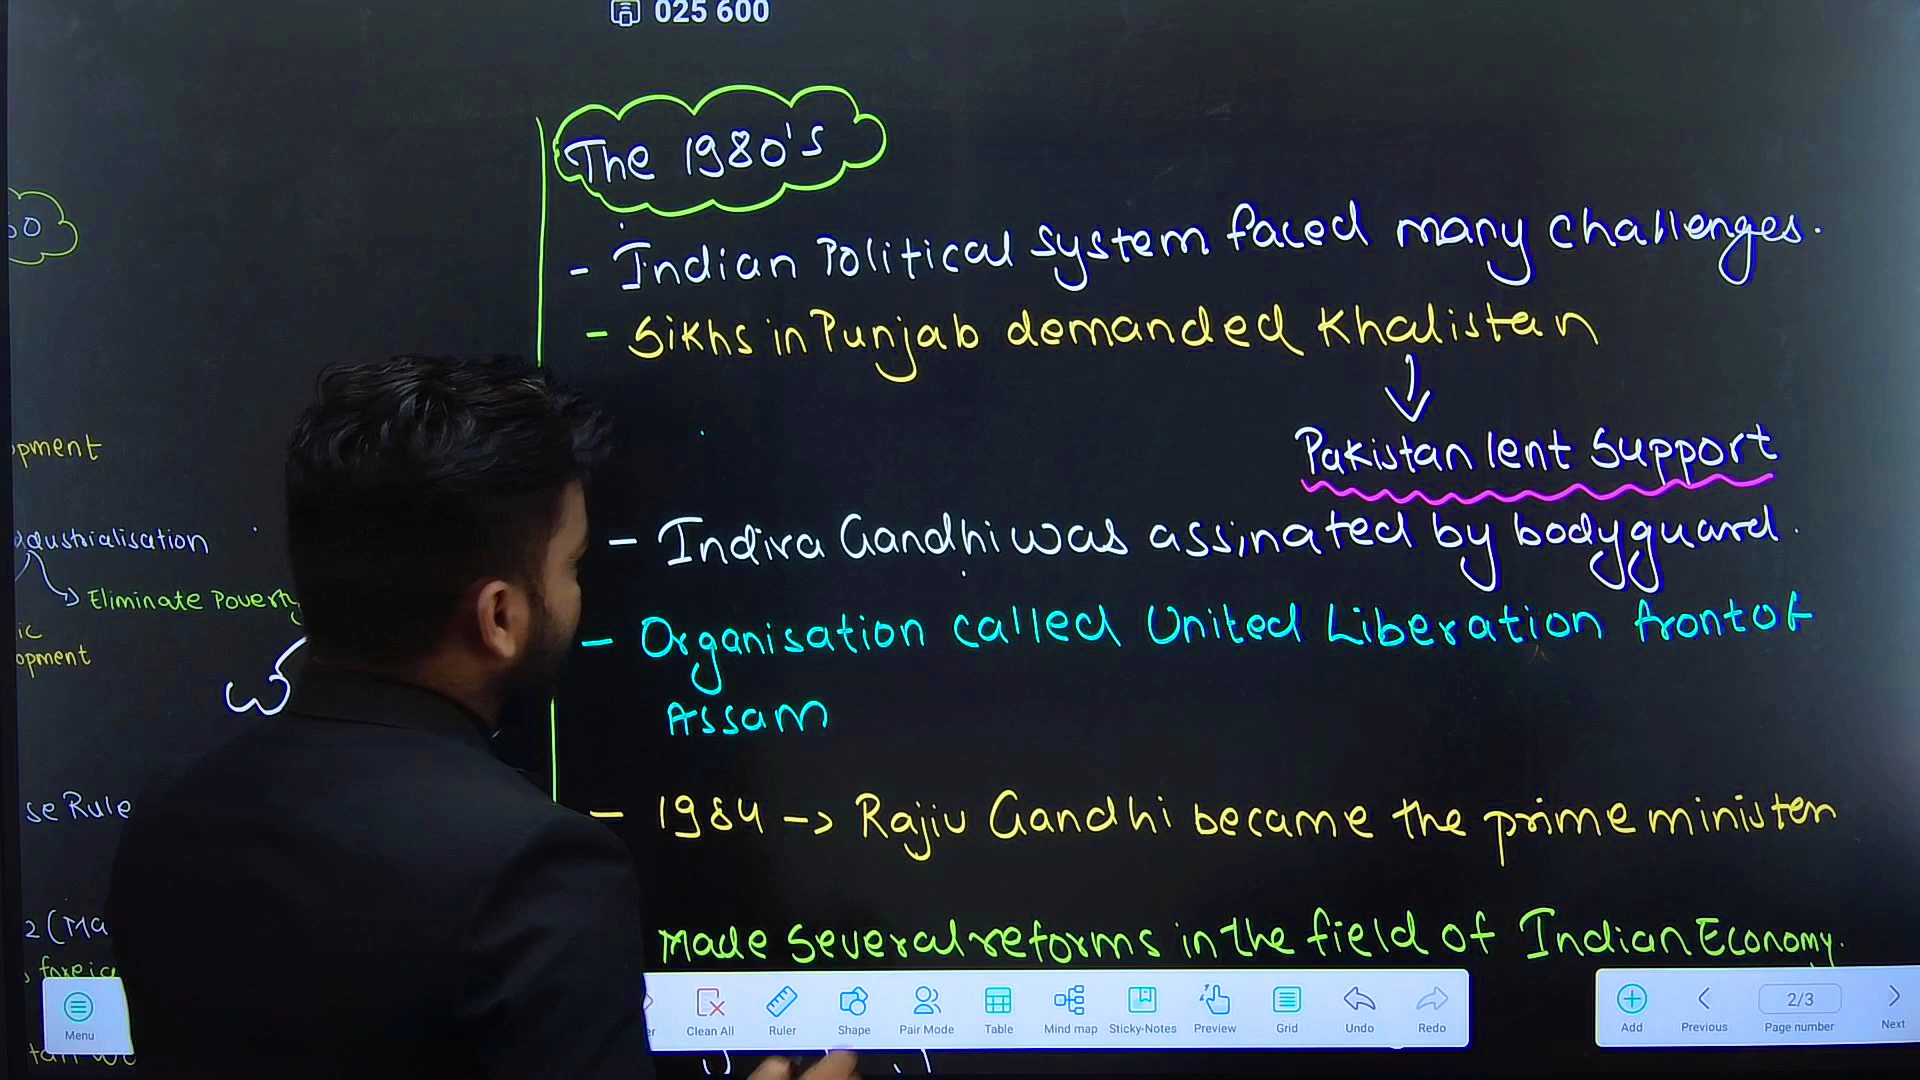 025 600
The 1980's
- Indian Political system faced many challenges.
- Sikhs in Punjab demanded Khalistan
Pakistan lent support
- Indira Gandhi was assinated by bodyguard.
- Organisation called United Liberation front of
Assam
- 1984 -> Rajiv Gandhi became the prime minister
made several reforms in the field of Indian Economy.
opment
dustrialisation
Eliminate Poverty
ic
opment
se Rule
2 (Ma
Menu
Clean All
Ruler
Shape
Pair Mode
Table
Mind map
Sticky-Notes
Preview
Grid
Undo
Redo
Add
Previous
2/3
Page number
Next